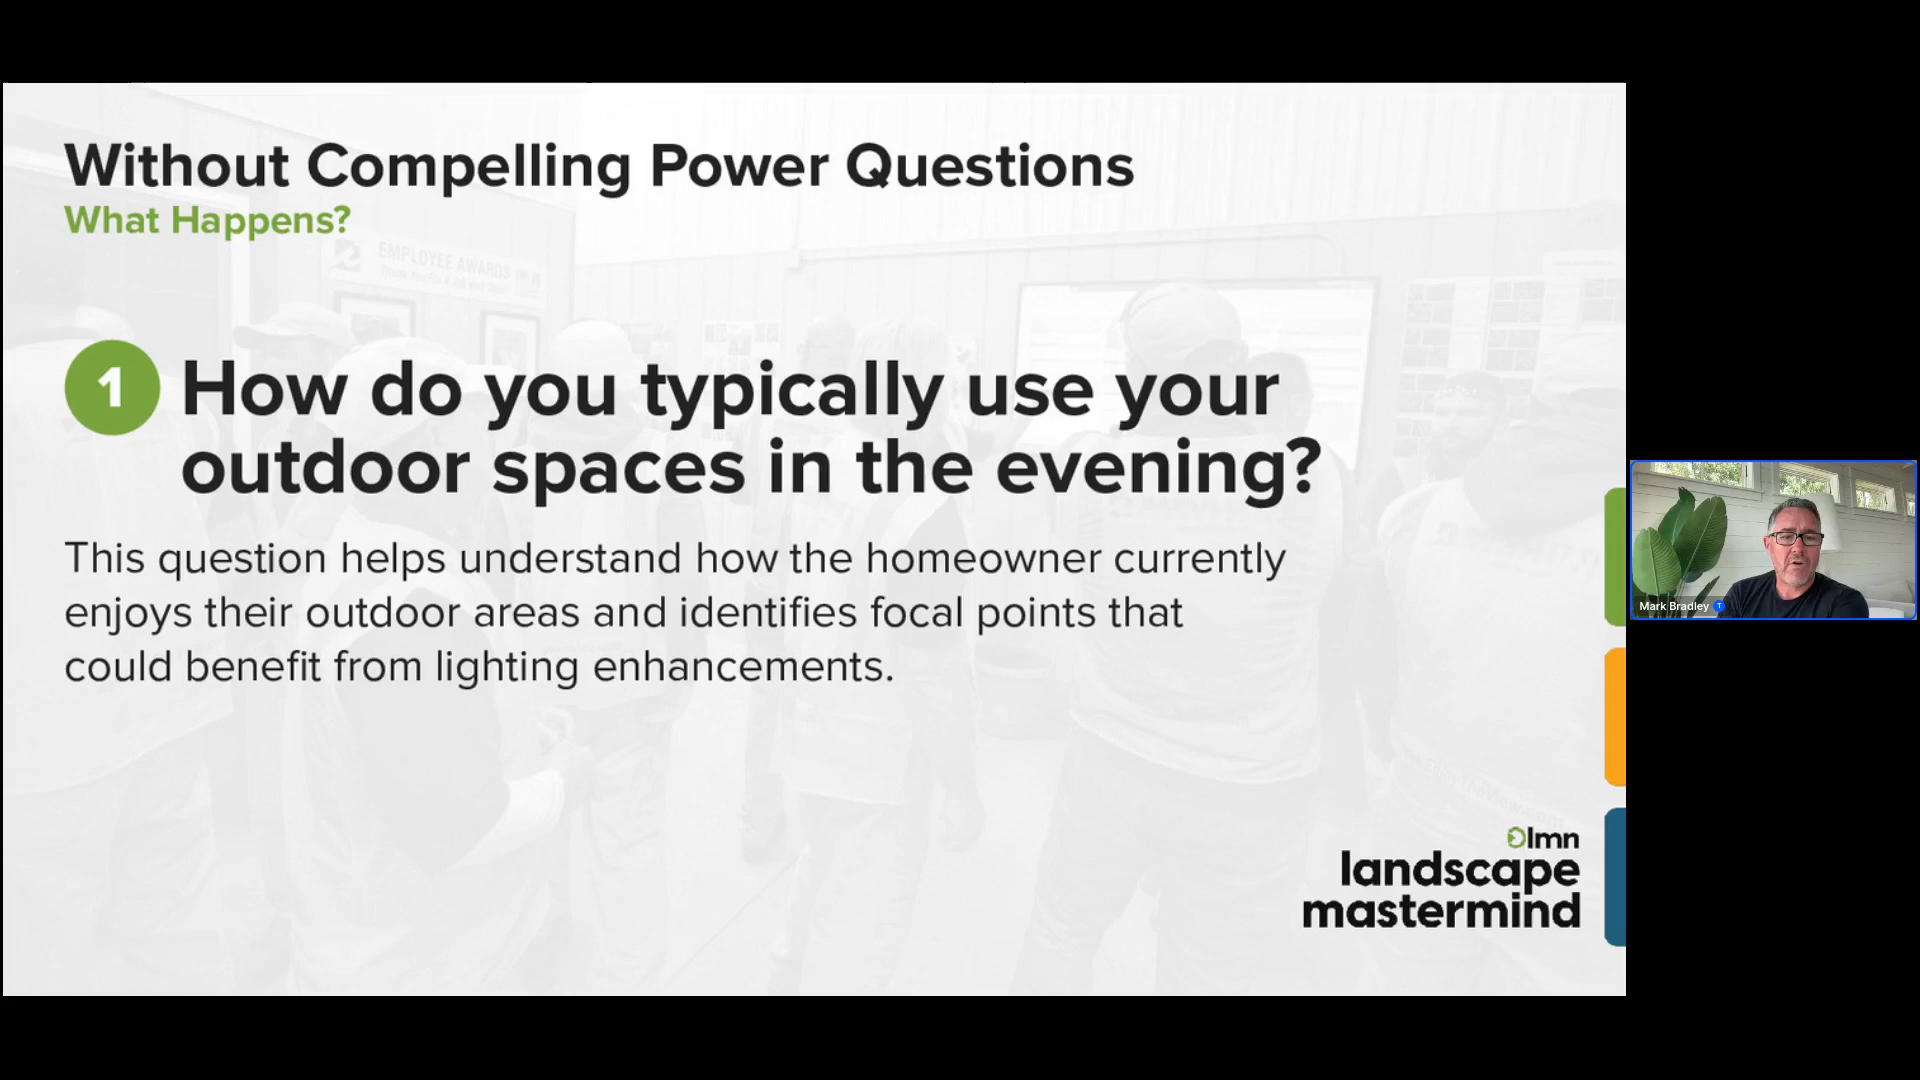 Without Compelling Power Questions
What Happens?
EMPLOYEE AWARDS
1
How do you typically use your
outdoor spaces in the evening?
This question helps understand how the homeowner currently
enjoys their outdoor areas and identifies focal points that
could benefit from lighting enhancements.
Mark Bradley
T
lmn
landscape
mastermind